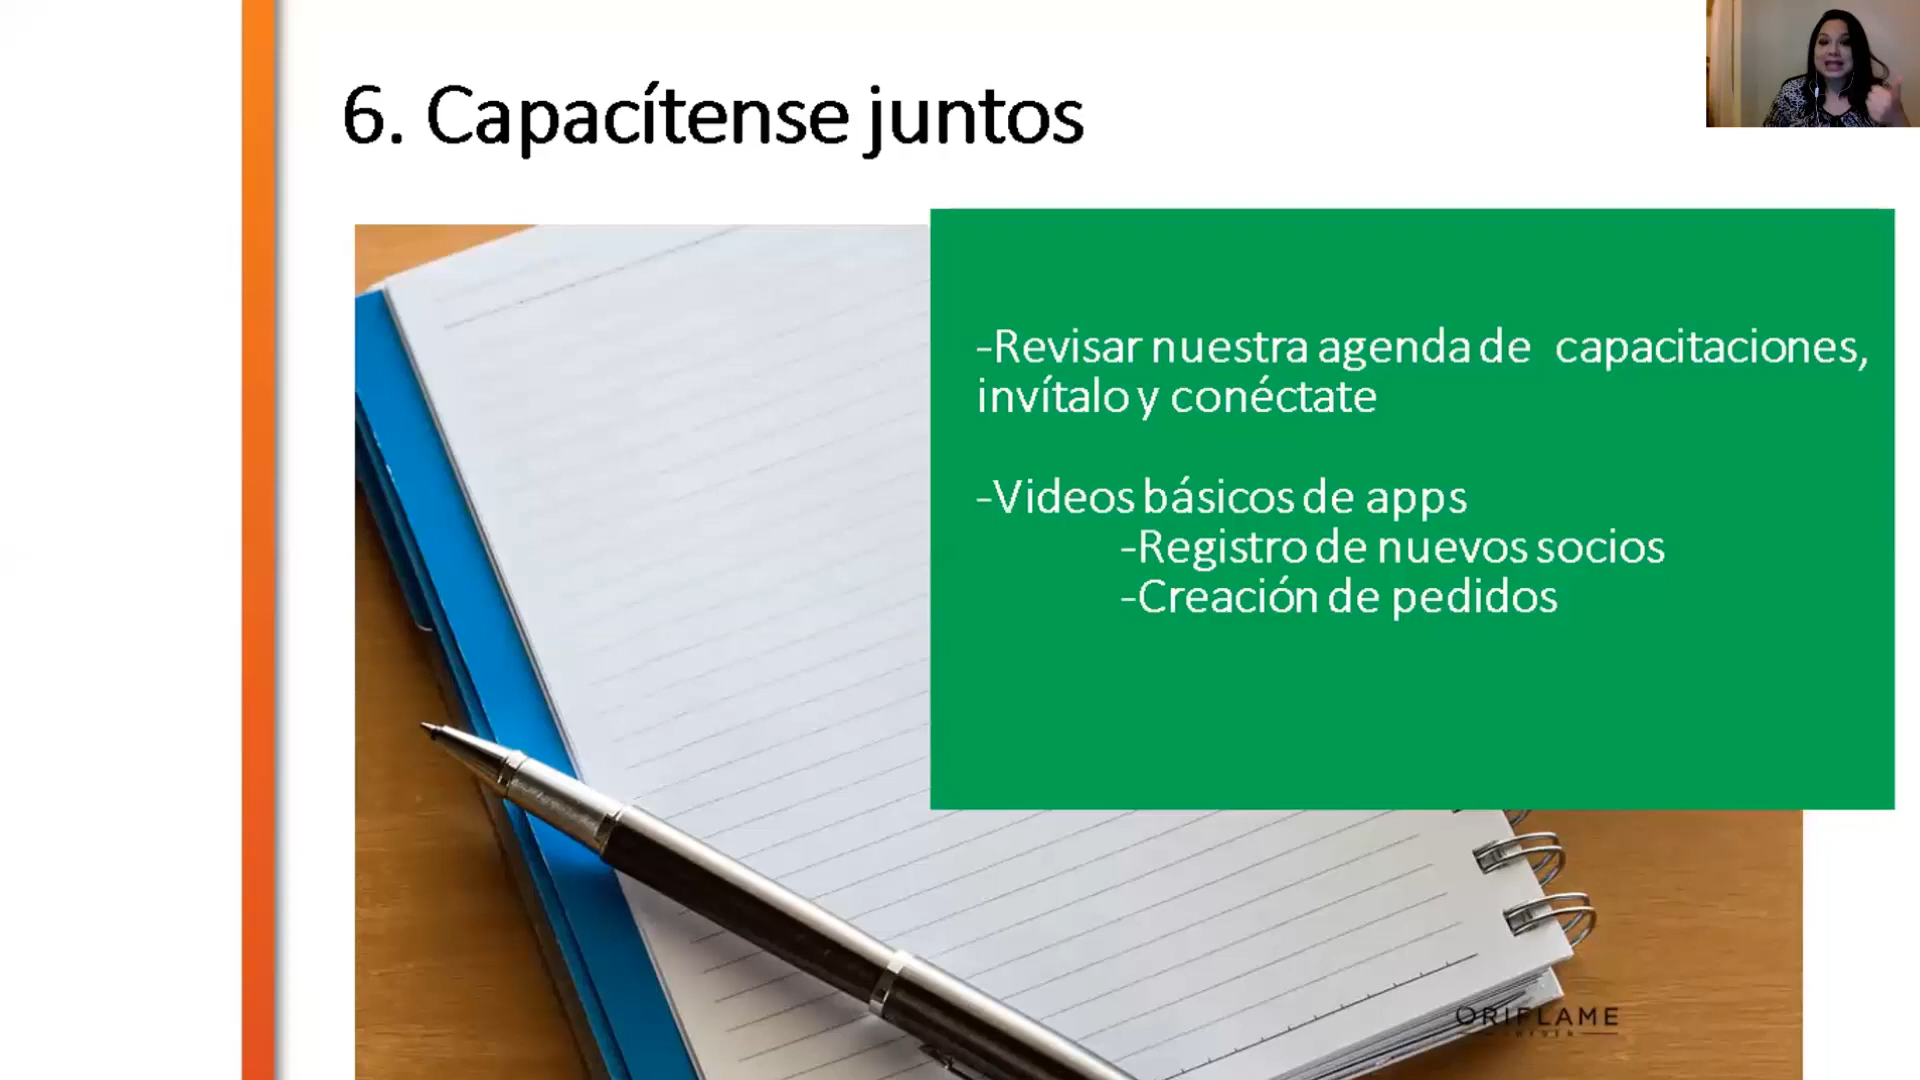 6. Capacítense juntos
-Revisar nuestra agenda de capacitaciones,
invítalo y conéctate
-Videos básicos de apps
-Registro de nuevos socios
-Creación de pedidos
ORIFLAME
SWEDEN